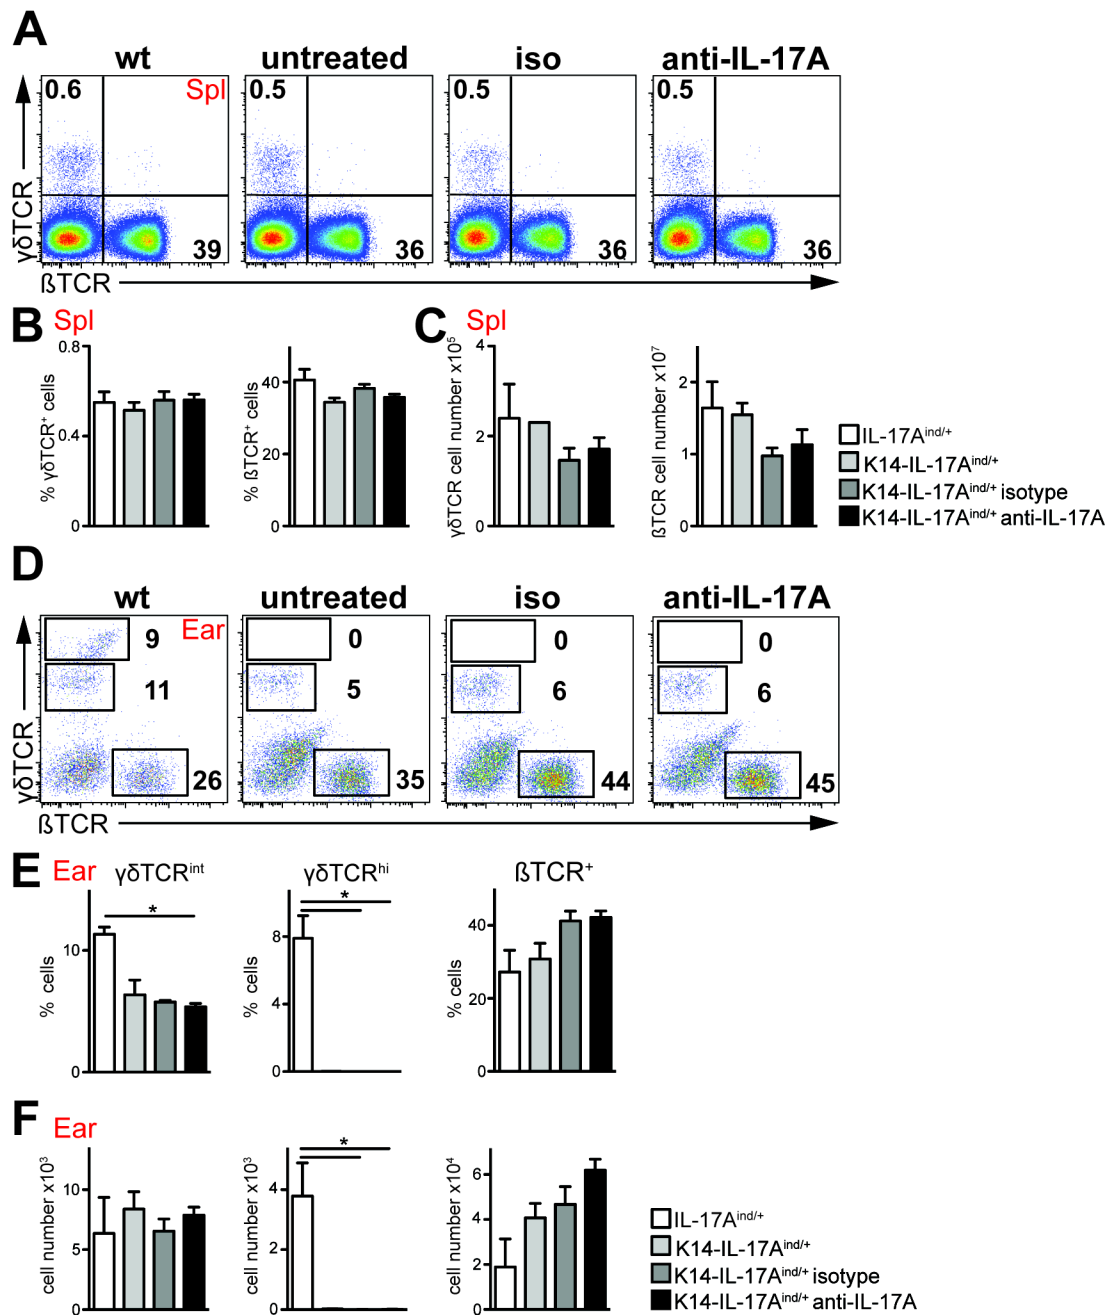 A
wt untreated iso anti-IL-17A
0.6 Spl 0.5 0.5 0.5
γδTCR
39 36 36 36
ßTCR
B Spl C Spl
% γδTCR⁺ cells
0.8
0.4
0
% ßTCR⁺ cells
40
20
0
γδTCR cell number x10⁵
4
2
0
ßTCR cell number x10⁷
2
1
0
IL-17Aind/+
K14-IL-17Aind/+
K14-IL-17Aind/+ isotype
K14-IL-17Aind/+ anti-IL-17A
D
wt untreated iso anti-IL-17A
9 Ear 0 0 0
11 5 6 6
γδTCR
26 35 44 45
ßTCR
E Ear γδTCRint γδTCRhi ßTCR⁺
% cells
10
0
*
% cells
8
4
0
*
% cells
40
20
0
F Ear
cell number x10³
10
5
0
cell number x10³
4
2
0
*
cell number x10⁴
6
4
2
0
IL-17Aind/+
K14-IL-17Aind/+
K14-IL-17Aind/+ isotype
K14-IL-17Aind/+ anti-IL-17A